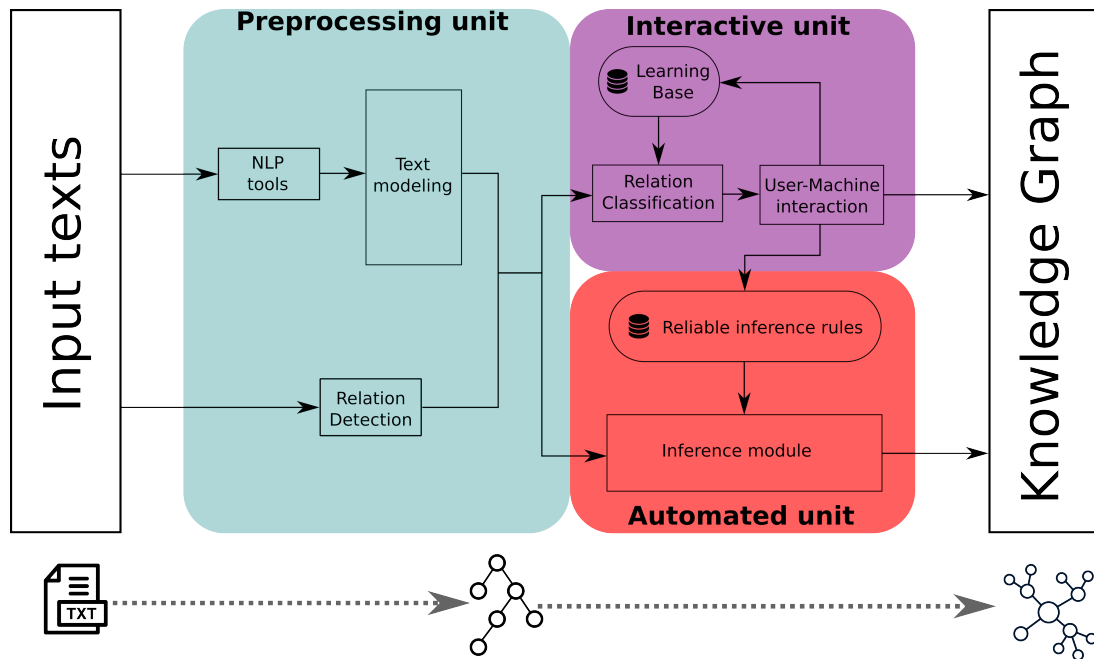 Input texts
Preprocessing unit
NLP
tools
Text
modeling
Relation
Detection
Interactive unit
Learning
Base
Relation
Classification
User-Machine
interaction
Reliable inference rules
Inference module
Automated unit
Knowledge Graph
TXT